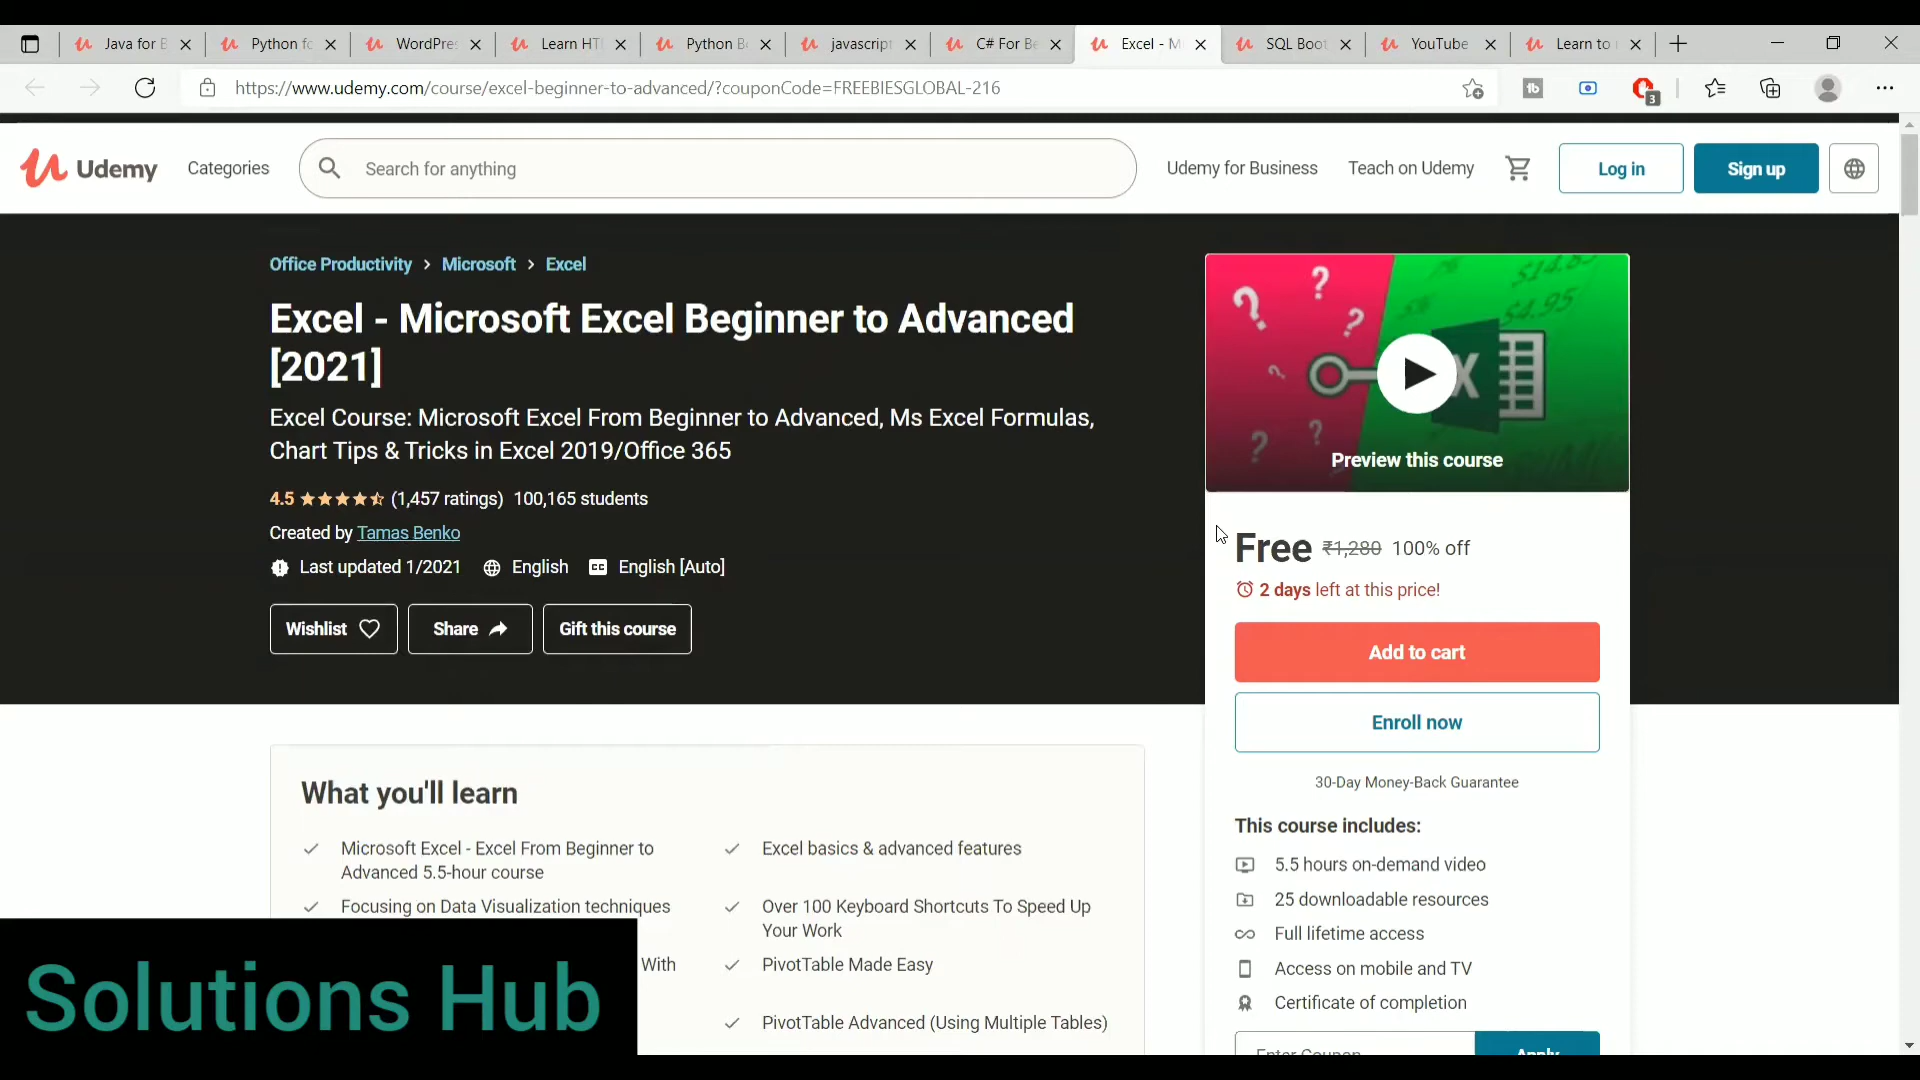 Java for
Python fo
WordPres
Learn HT
Python B
javascript
C# For Be
Excel - M
SQL Boot
YouTube
Learn to
https://www.udemy.com/course/excel-beginner-to-advanced/?couponCode=FREEBIESGLOBAL-216
3
Udemy
Categories
Search for anything
Udemy for Business
Teach on Udemy
Log in
Sign up
Office Productivity > Microsoft > Excel
Excel - Microsoft Excel Beginner to Advanced
[2021]
Excel Course: Microsoft Excel From Beginner to Advanced, Ms Excel Formulas,
Chart Tips & Tricks in Excel 2019/Office 365
4.5 (1,457 ratings) 100,165 students
Created by Tamas Benko
Last updated 1/2021 English English [Auto]
Wishlist
Share
Gift this course
Preview this course
Free ₹1,280 100% off
2 days left at this price!
Add to cart
Enroll now
30-Day Money-Back Guarantee
This course includes:
5.5 hours on-demand video
25 downloadable resources
Full lifetime access
Access on mobile and TV
Certificate of completion
Enter Coupon
Apply
What you'll learn
Microsoft Excel - Excel From Beginner to
Advanced 5.5-hour course
Excel basics & advanced features
Focusing on Data Visualization techniques
Over 100 Keyboard Shortcuts To Speed Up
Your Work
With
PivotTable Made Easy
PivotTable Advanced (Using Multiple Tables)
Solutions Hub